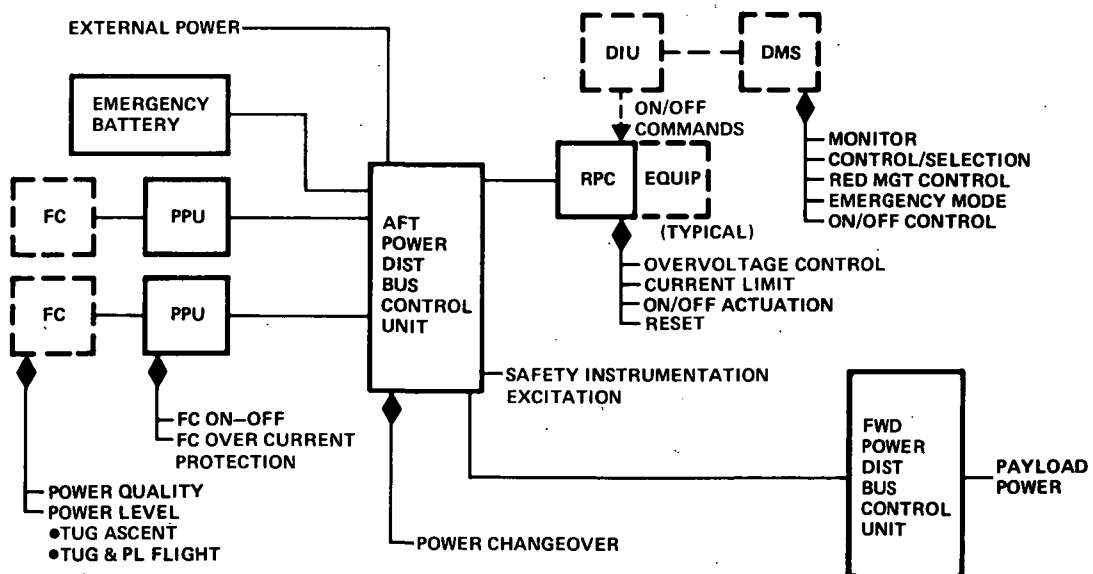 EXTERNAL POWER
EMERGENCY
BATTERY
FC
PPU
FC
PPU
AFT
POWER
DIST
BUS
CONTROL
UNIT
DIU
DMS
ON/OFF
COMMANDS
RPC
EQUIP
(TYPICAL)
MONITOR
CONTROL/SELECTION
RED MGT CONTROL
EMERGENCY MODE
ON/OFF CONTROL
OVERVOLTAGE CONTROL
CURRENT LIMIT
ON/OFF ACTUATION
RESET
SAFETY INSTRUMENTATION
EXCITATION
FC ON–OFF
FC OVER CURRENT
PROTECTION
POWER QUALITY
POWER LEVEL
●TUG ASCENT
●TUG & PL FLIGHT
POWER CHANGEOVER
FWD
POWER
DIST
BUS
CONTROL
UNIT
PAYLOAD
POWER